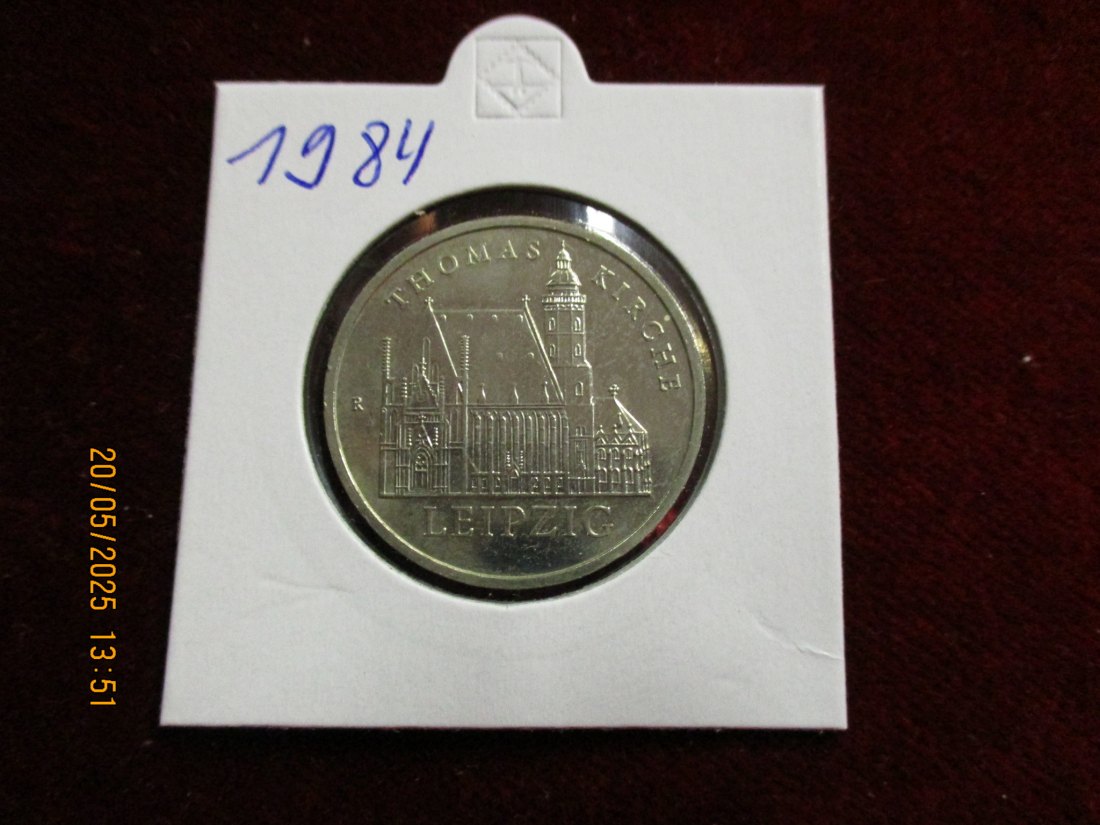 1984
THOMAS KIRCHE
R
LEIPZIG
20/05/2025 13:51